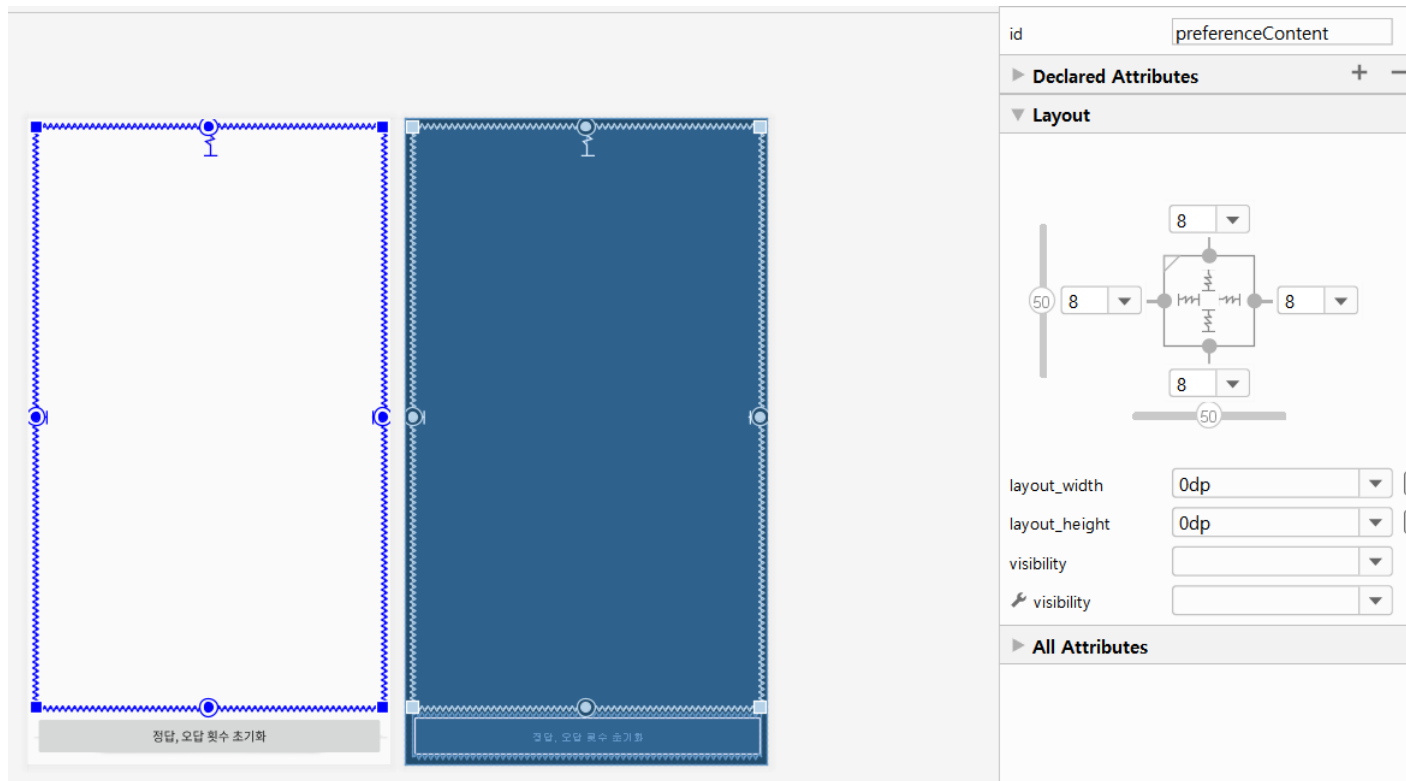 id
preferenceContent
Declared Attributes
Layout
8
50
8
8
8
50
layout_width
0dp
layout_height
0dp
visibility
visibility
All Attributes
정답, 오답 횟수 초기화
정답, 오답 횟수 초기화